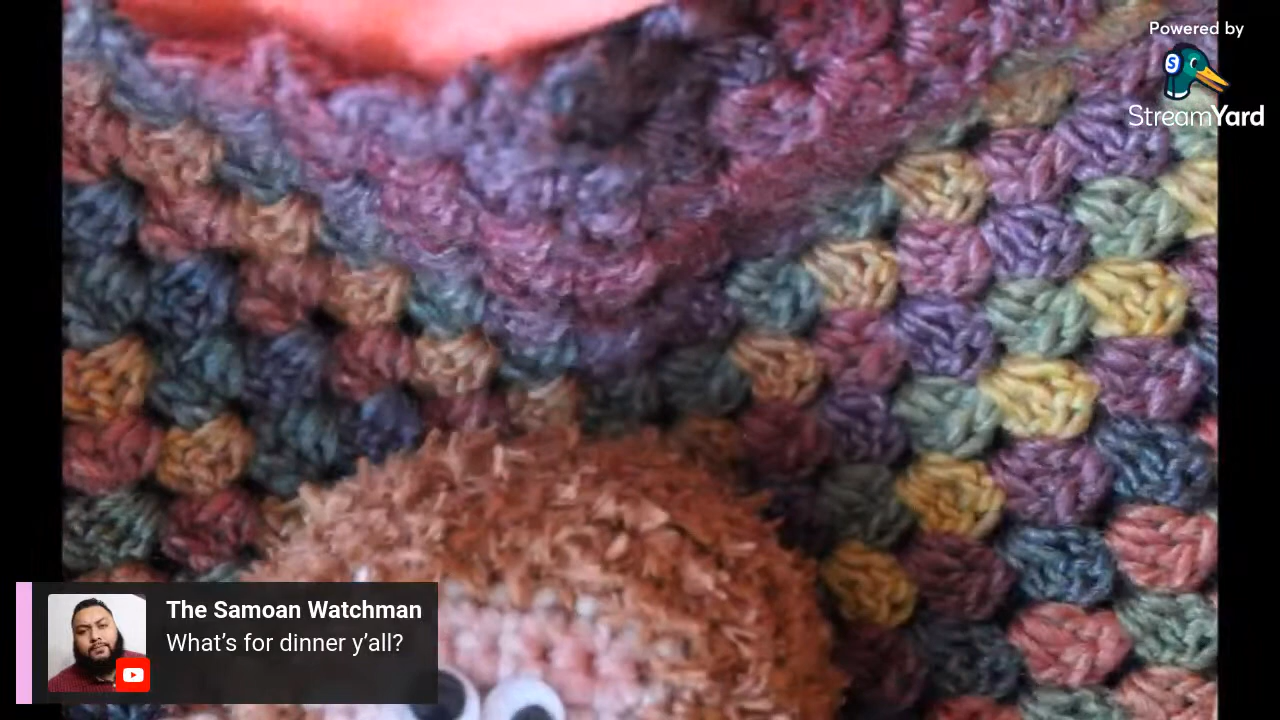 Powered by
S
StreamYard
The Samoan Watchman
What’s for dinner y’all?